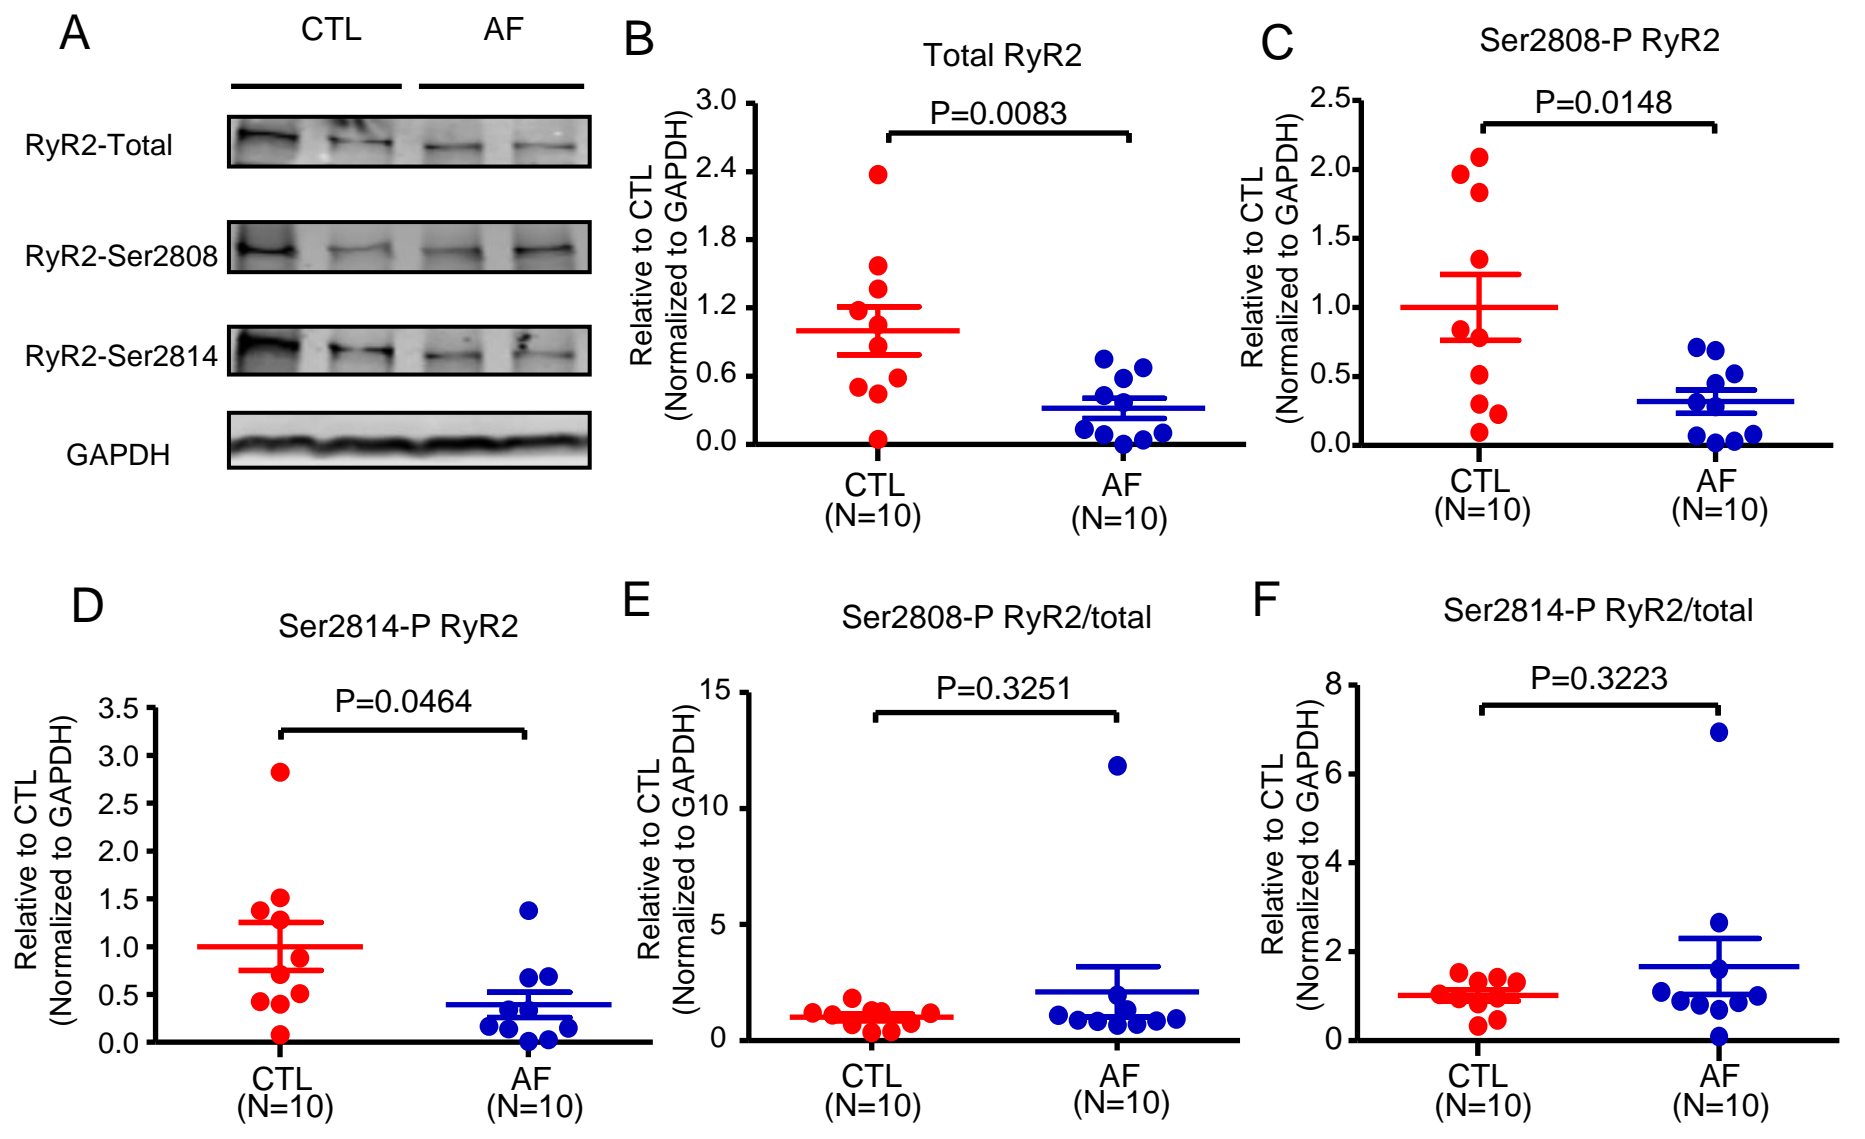 A
CTL
AF
RyR2-Total
RyR2-Ser2808
RyR2-Ser2814
GAPDH
B
Total RyR2
P=0.0083
Relative to CTL
(Normalized to GAPDH)
3.0
2.4
1.8
1.2
0.6
0.0
CTL
(N=10)
AF
(N=10)
C
Ser2808-P RyR2
P=0.0148
Relative to CTL
(Normalized to GAPDH)
2.5
2.0
1.5
1.0
0.5
0.0
CTL
(N=10)
AF
(N=10)
D
Ser2814-P RyR2
P=0.0464
Relative to CTL
(Normalized to GAPDH)
3.5
3.0
2.5
2.0
1.5
1.0
0.5
0.0
CTL
(N=10)
AF
(N=10)
E
Ser2808-P RyR2/total
P=0.3251
Relative to CTL
(Normalized to GAPDH)
15
10
5
0
CTL
(N=10)
AF
(N=10)
F
Ser2814-P RyR2/total
P=0.3223
Relative to CTL
(Normalized to GAPDH)
8
6
4
2
0
CTL
(N=10)
AF
(N=10)